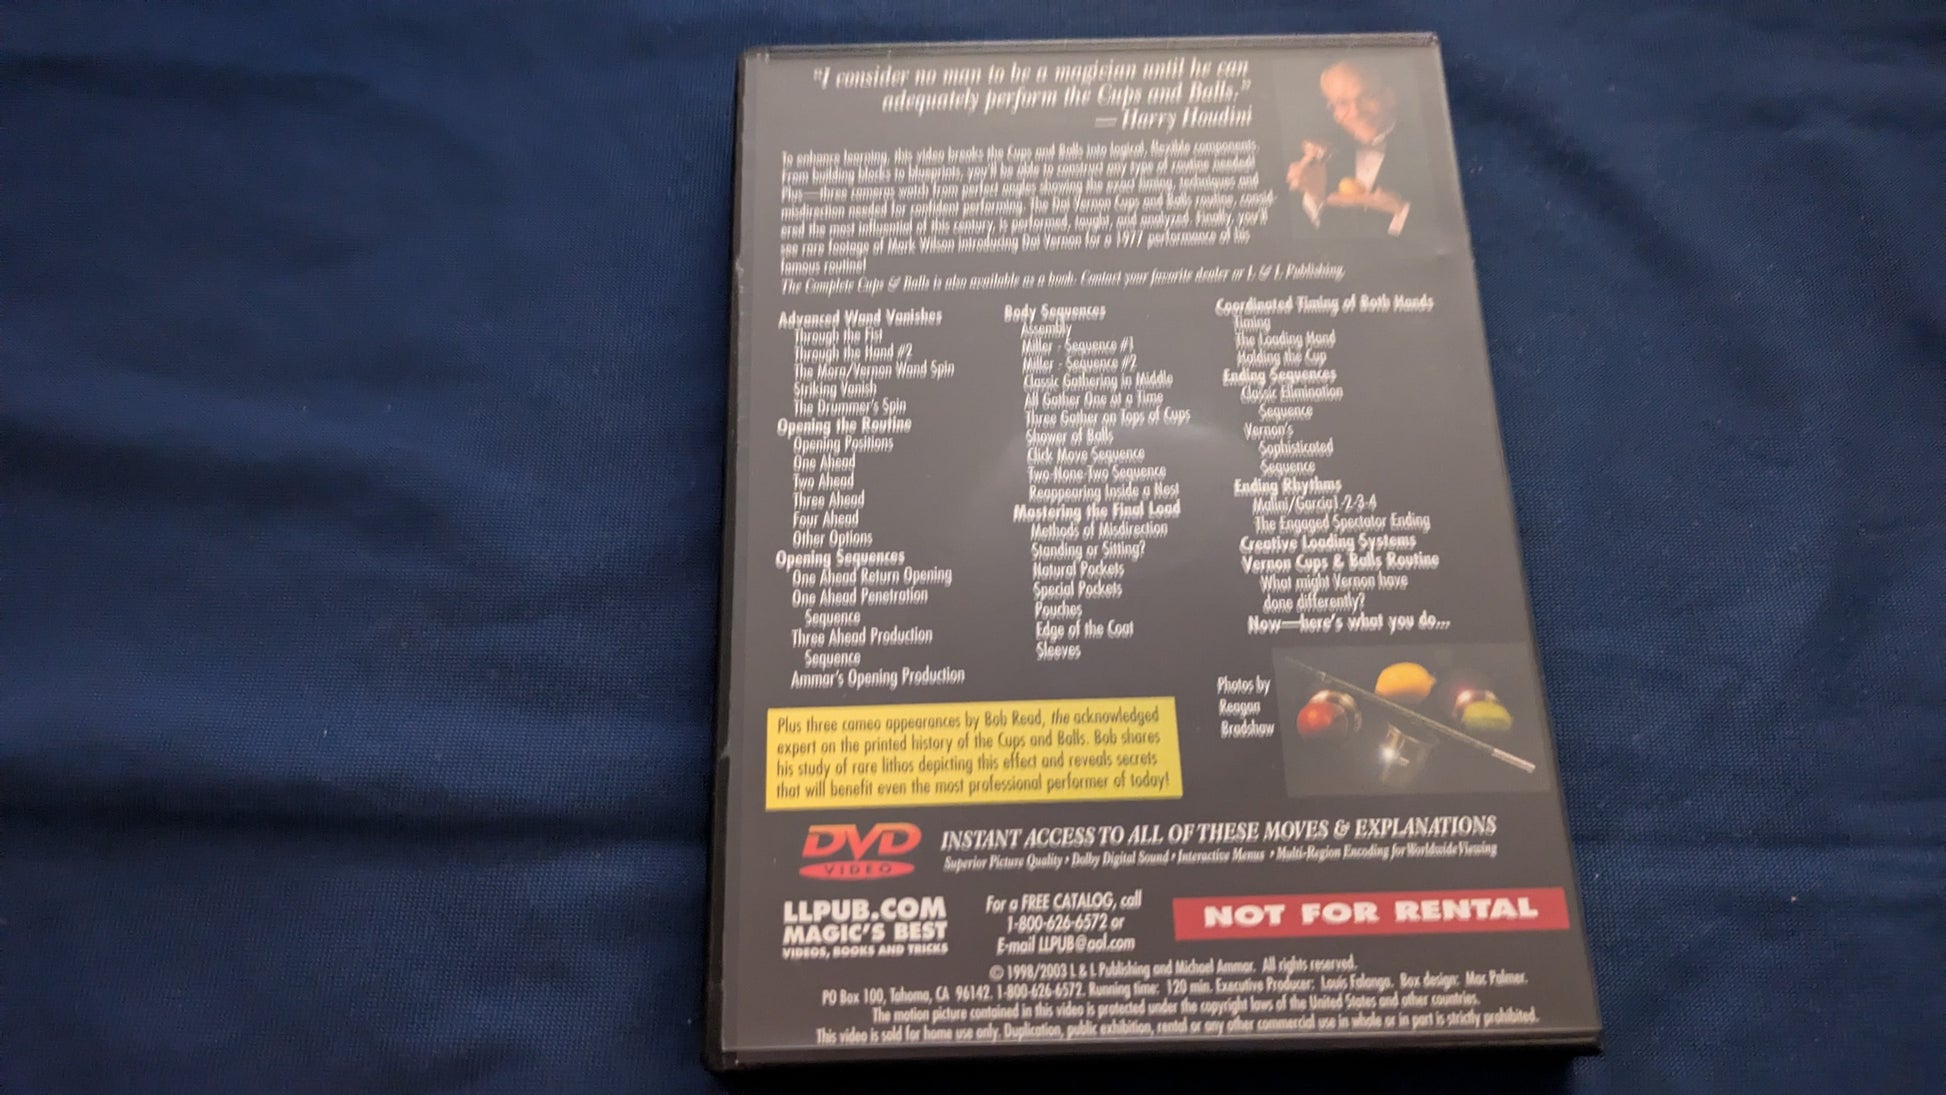 "I consider no man to be a magician until he can
adequately perform the Cups and Balls."
— Harry Houdini
To enhance learning, this video breaks the Cups and Balls into logical, flexible components.
From building blocks to blueprints, you'll be able to construct any type of routine needed!
Plus—three cameras watch from perfect angles showing the exact timing, techniques and
misdirection needed for confident performing. The Dai Vernon Cups and Balls routine, consid-
ered the most influential of this century, is performed, taught, and analyzed. Finally, you'll
see rare footage of Mark Wilson introducing Dai Vernon for a 1977 performance of his
famous routine!
The Complete Cups & Balls is also available as a book. Contact your favorite dealer or L & L Publishing.
Advanced Wand Vanishes
Through the Fist
Through the Hand #2
The Mora/Vernon Wand Spin
Striking Vanish
The Drummer's Spin
Opening the Routine
Opening Positions
One Ahead
Two Ahead
Three Ahead
Four Ahead
Other Options
Opening Sequences
One Ahead Return Opening
One Ahead Penetration
Sequence
Three Ahead Production
Sequence
Ammar's Opening Production
Body Sequences
Assembly
Miller - Sequence #1
Miller - Sequence #2
Classic Gathering in Middle
All Gather One at a Time
Three Gather on Tops of Cups
Shower of Balls
Click Move Sequence
Two-None-Two Sequence
Reappearing Inside a Nest
Mastering the Final Load
Methods of Misdirection
Standing or Sitting?
Natural Pockets
Special Pockets
Pouches
Edge of the Coat
Sleeves
Coordinated Timing of Both Hands
Timing
The Loading Hand
Holding the Cup
Ending Sequences
Classic Elimination
Sequence
Vernon's
Sophisticated
Sequence
Ending Rhythms
Malini/Garcia1-2-3-4
The Engaged Spectator Ending
Creative Loading Systems
Vernon Cups & Balls Routine
What might Vernon have
done differently?
Now—here's what you do...
Photos by
Reagan
Bradshaw
Plus three cameo appearances by Bob Read, the acknowledged
expert on the printed history of the Cups and Balls. Bob shares
his study of rare lithos depicting this effect and reveals secrets
that will benefit even the most professional performer of today!
DVD
VIDEO
INSTANT ACCESS TO ALL OF THESE MOVES & EXPLANATIONS
Superior Picture Quality • Dolby Digital Sound • Interactive Menus • Multi-Region Encoding for Worldwide Viewing
LLPUB.COM
MAGIC'S BEST
VIDEOS, BOOKS AND TRICKS
For a FREE CATALOG, call
1-800-626-6572 or
E-mail LLPUB@aol.com
NOT FOR RENTAL
© 1998/2003 L & L Publishing and Michael Ammar. All rights reserved.
PO Box 100, Tahoma, CA 96142. 1-800-626-6572. Running time: 120 min. Executive Producer: Louis Falanga. Box design: Mac Palmer.
The motion picture contained in this video is protected under the copyright laws of the United States and other countries.
This video is sold for home use only. Duplication, public exhibition, rental or any other commercial use in whole or in part is strictly prohibited.